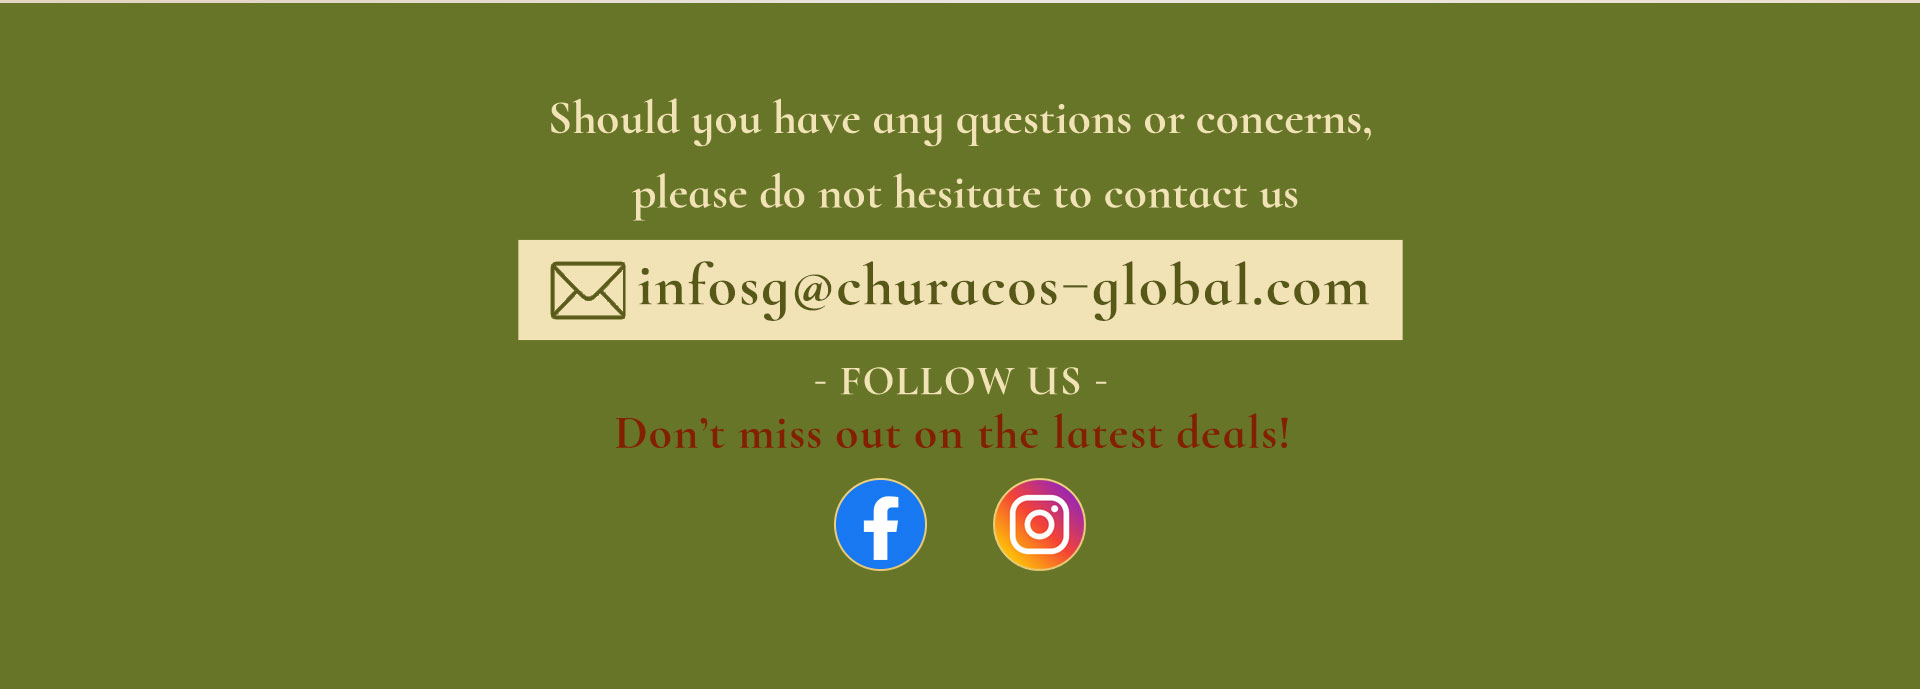 Should you have any questions or concerns,
please do not hesitate to contact us
infosg@churacos-global.com
- FOLLOW US -
Don’t miss out on the latest deals!